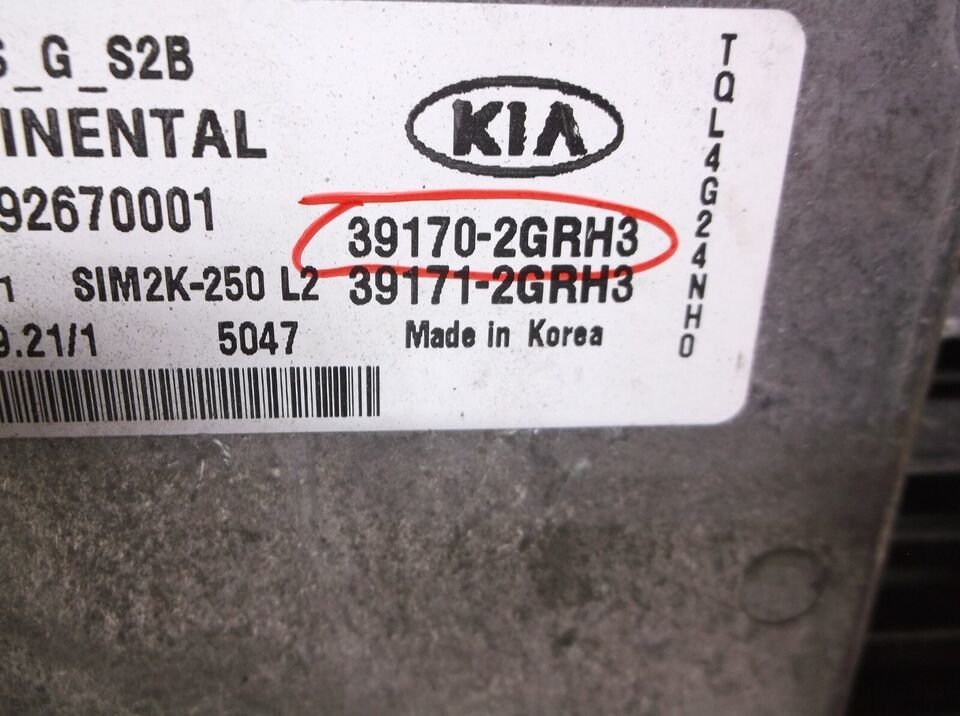 S_G_S2B
INENTAL
KIA
92670001
39170-2GRH3
1 SIM2K-250 L2 39171-2GRH3
9.21/1 5047 Made in Korea
TQL4G24NH0